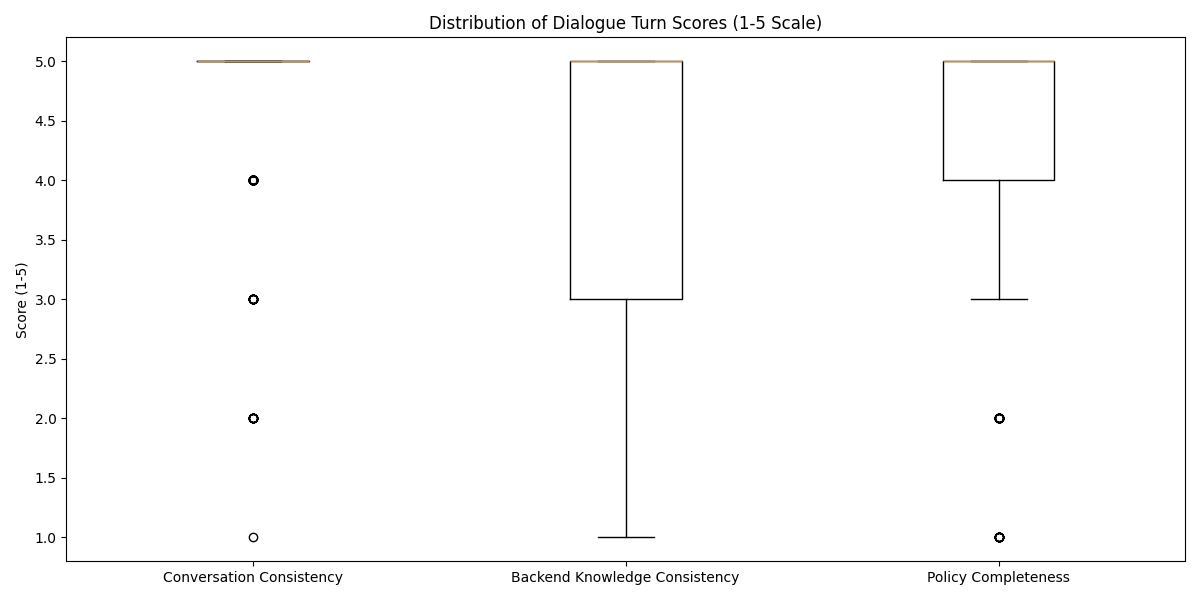 Distribution of Dialogue Turn Scores (1-5 Scale)
Score (1-5)
5.0
4.5
4.0
3.5
3.0
2.5
2.0
1.5
1.0
Conversation Consistency
Backend Knowledge Consistency
Policy Completeness